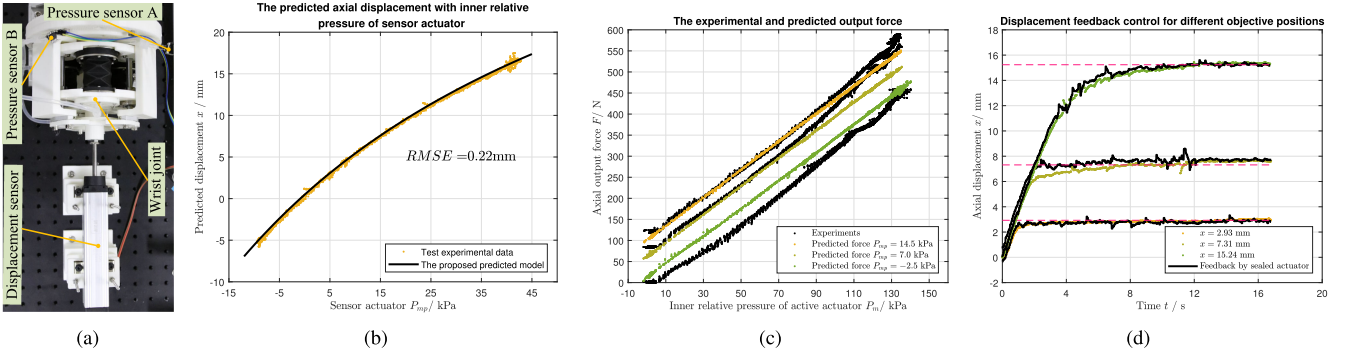 Pressure sensor A
Pressure sensor B
Wrist joint
Displacement sensor
(a)
The predicted axial displacement with inner relative
pressure of sensor actuator
Predicted displacement x / mm
20
15
10
5
0
-5
-10
RMSE =0.22mm
Test experimental data
The proposed predicted model
-15 -5 5 15 25 35 45 55
Sensor actuator Pmp/ kPa
(b)
The experimental and predicted output force
Axial output force F/ N
600
550
500
450
400
350
300
250
200
150
100
50
0
Experiments
Predicted force Pmp = 14.5 kPa
Predicted force Pmp = 7.0 kPa
Predicted force Pmp = −2.5 kPa
-10 10 30 50 70 90 110 130 150
Inner relative pressure of active actuator Pm/ kPa
(c)
Displacement feedback control for different objective positions
Axial displacement x/ mm
18
16
14
12
10
8
6
4
2
0
-2
x = 2.93 mm
x = 7.31 mm
x = 15.24 mm
Feedback by sealed actuator
0 4 8 12 16 20
Time t / s
(d)